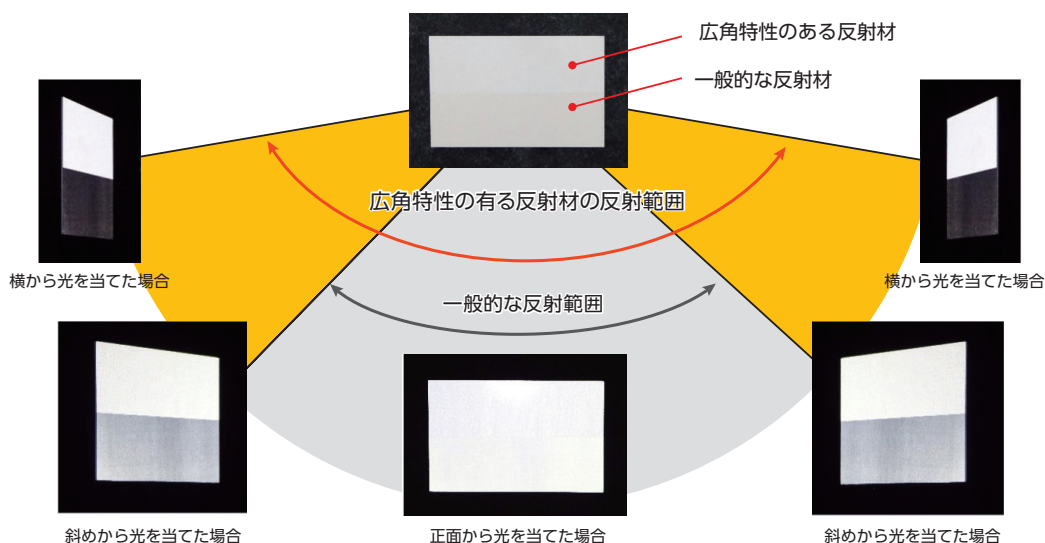 広角特性のある反射材
一般的な反射材
広角特性の有る反射材の反射範囲
横から光を当てた場合
横から光を当てた場合
一般的な反射範囲
斜めから光を当てた場合
正面から光を当てた場合
斜めから光を当てた場合